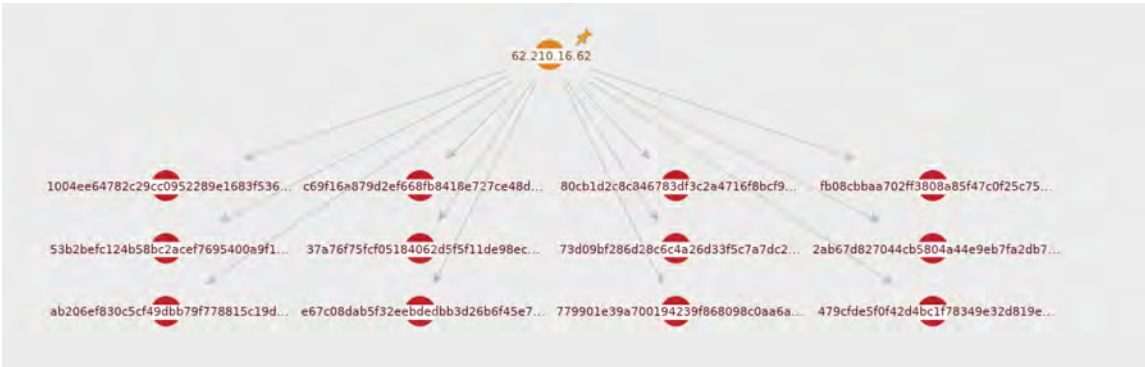 62.210.16.62
1004ee64782c29cc0952289e1683f536... c69f16a879d2ef668fb8418e727ce48d... 80cb1d2c8c846783df3c2a4716f8bcf9... fb08cbbaa702ff3808a85f47c0f25c75...
53b2befc124b58bc2acef7695400a9f1... 37a76f75fcf05184062d5f5f11de98ec... 73d09bf286d28c6c4a26d33f5c7a7dc2... 2ab67d827044cb5804a44e9eb7fa2db7...
ab206ef830c5cf49dbb79f778815c19d... e67c08dab5f32eebdedbb3d26b6f45e7... 779901e39a700194239f868098c0aa6a... 479cfde5f0f42d4bc1f78349e32d819e...